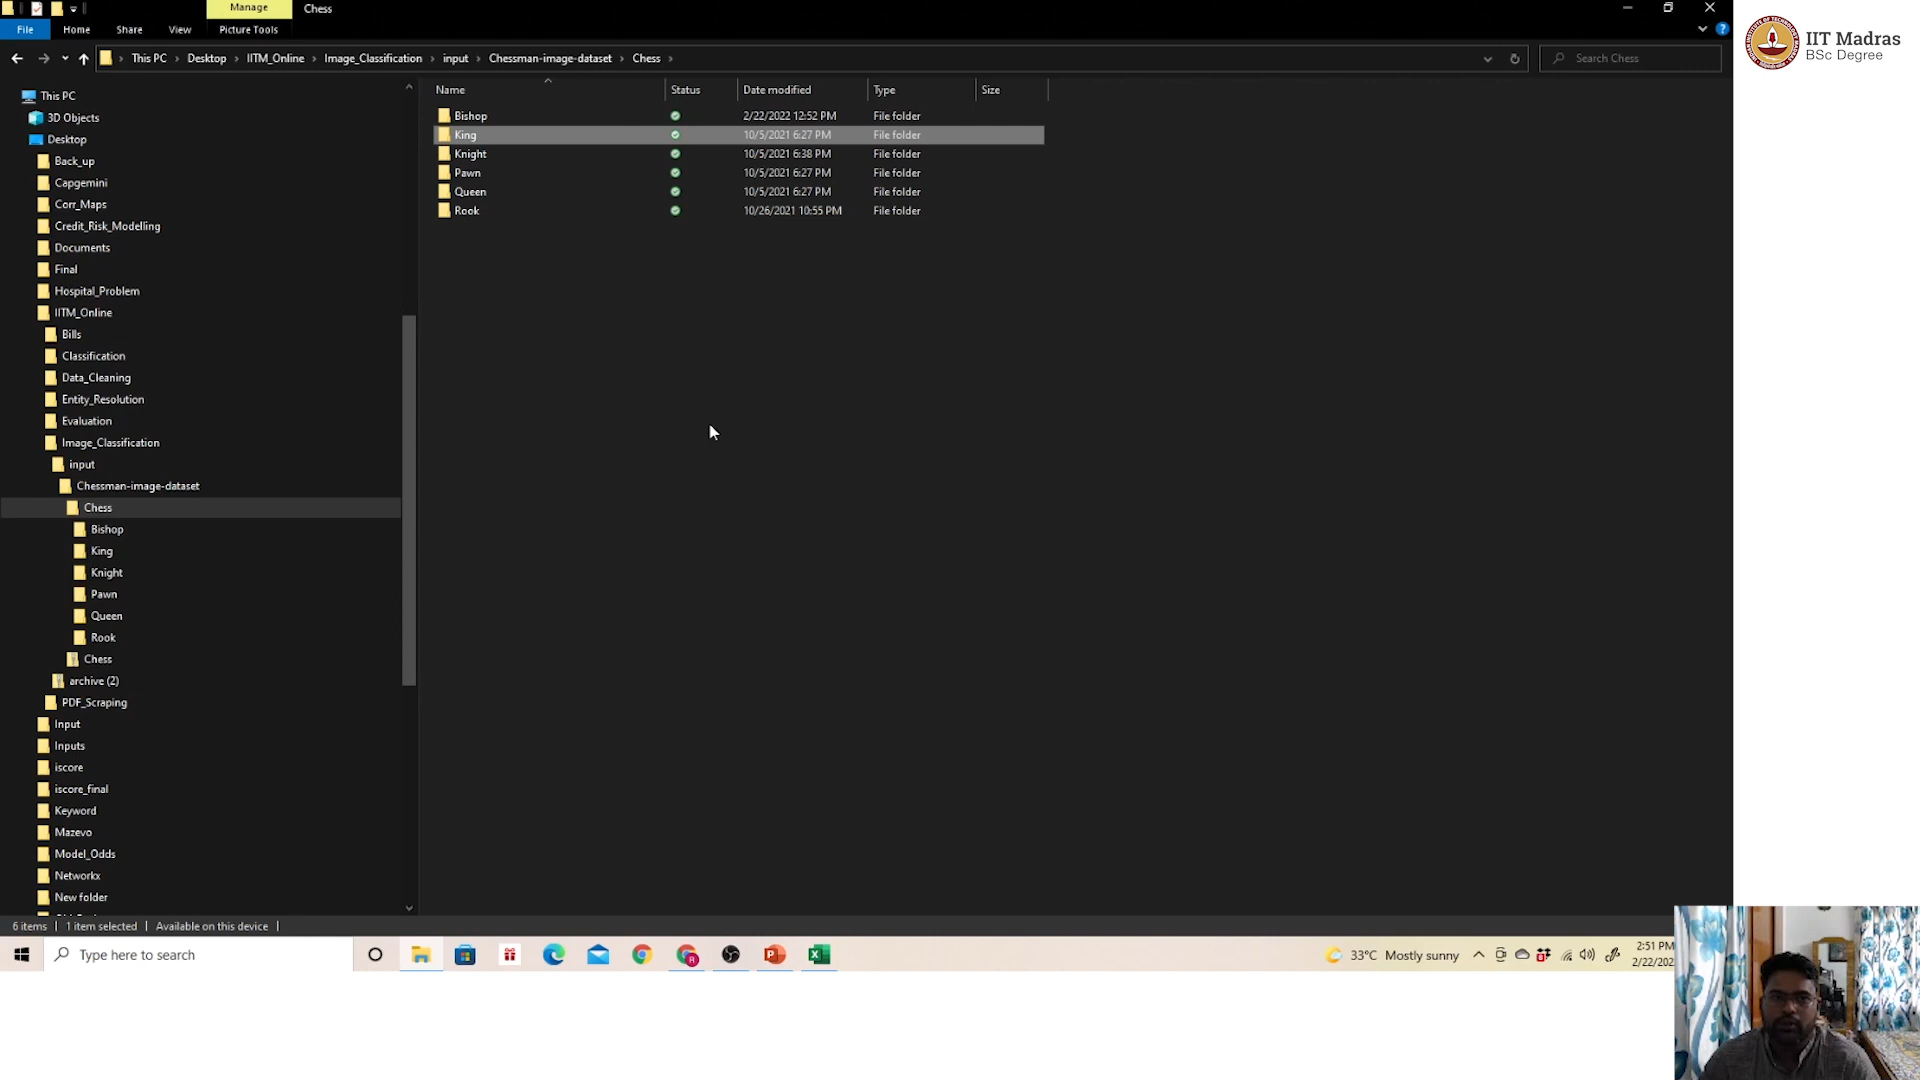 Manage
Chess
File
Home
Share
View
Picture Tools
This PC
Desktop
IITM_Online
Image_Classification
input
Chessman-image-dataset
Chess
Search Chess
IIT Madras
BSc Degree
This PC
3D Objects
Desktop
Back_up
Capgemini
Corr_Maps
Credit_Risk_Modelling
Documents
Final
Hospital_Problem
IITM_Online
Bills
Classification
Data_Cleaning
Entity_Resolution
Evaluation
Image_Classification
input
Chessman-image-dataset
Chess
Bishop
King
Knight
Pawn
Queen
Rook
Chess
archive (2)
PDF_Scraping
Input
Inputs
iscore
iscore_final
Keyword
Mazevo
Model_Odds
Networkx
New folder
Name Status Date modified Type Size
Bishop 2/22/2022 12:52 PM File folder
King 10/5/2021 6:27 PM File folder
Knight 10/5/2021 6:38 PM File folder
Pawn 10/5/2021 6:27 PM File folder
Queen 10/5/2021 6:27 PM File folder
Rook 10/26/2021 10:55 PM File folder
6 items 1 item selected Available on this device
Type here to search
33°C Mostly sunny
2:51 PM
2/22/202